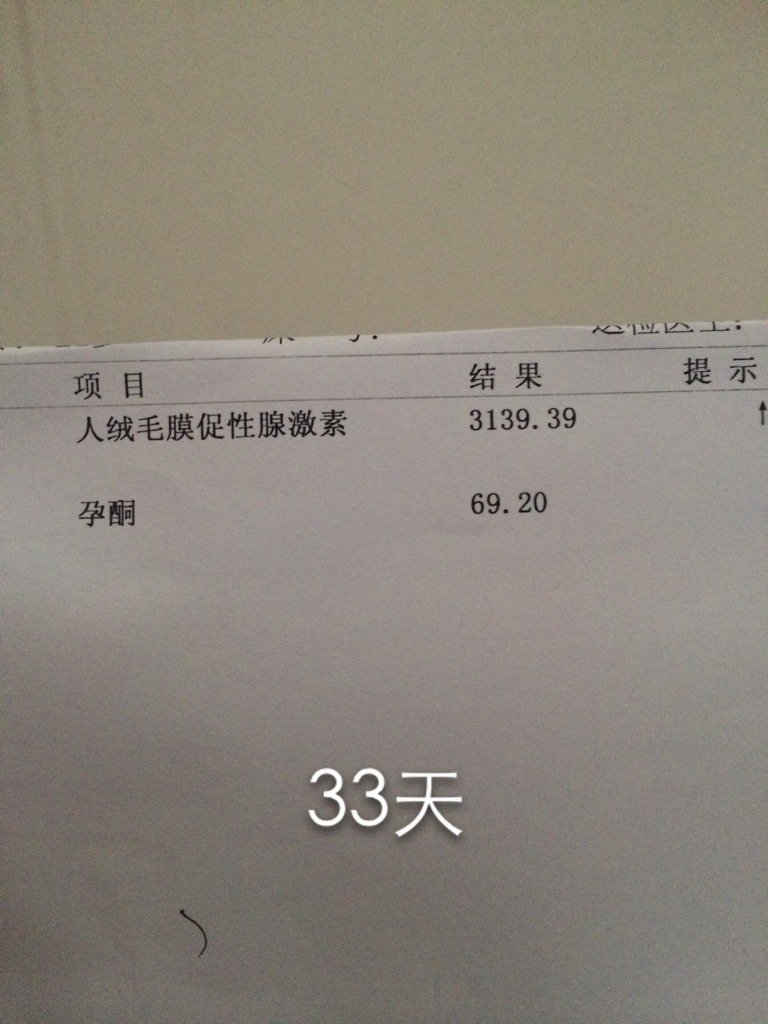 项 目 结 果 提 示
人绒毛膜促性腺激素 3139.39 ↑
孕酮 69.20
33天